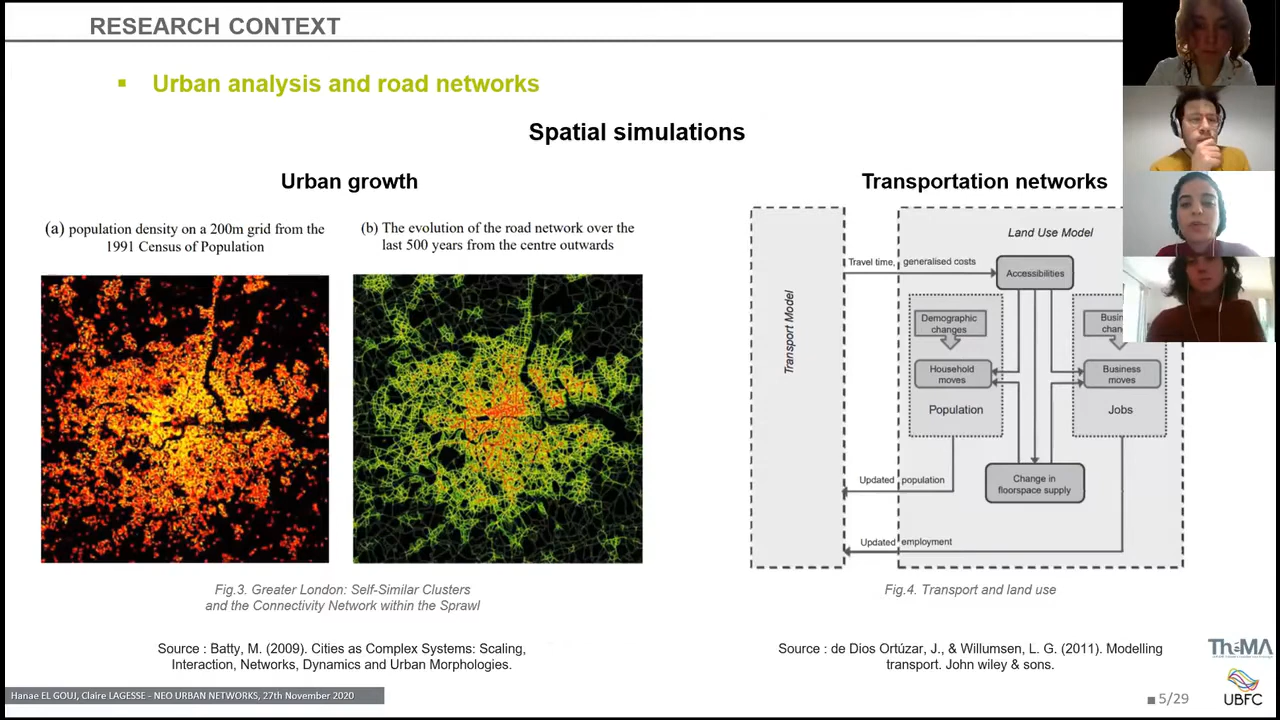 RESEARCH CONTEXT
▪ Urban analysis and road networks
Spatial simulations
Urban growth
Transportation networks
(a) population density on a 200m grid from the
1991 Census of Population
(b) The evolution of the road network over the
last 500 years from the centre outwards
Transport Model
Land Use Model
Travel time, generalised costs
Accessibilities
Demographic
changes
Household
moves
Population
Business
moves
Jobs
Change in
floorspace supply
Updated population
Updated employment
Fig.3. Greater London: Self-Similar Clusters
and the Connectivity Network within the Sprawl
Fig.4. Transport and land use
Source : Batty, M. (2009). Cities as Complex Systems: Scaling,
Interaction, Networks, Dynamics and Urban Morphologies.
Source : de Dios Ortúzar, J., & Willumsen, L. G. (2011). Modelling
transport. John wiley & sons.
ThéMA
Hanae EL GOUJ, Claire LAGESSE - NEO URBAN NETWORKS, 27th November 2020
5/29
UBFC